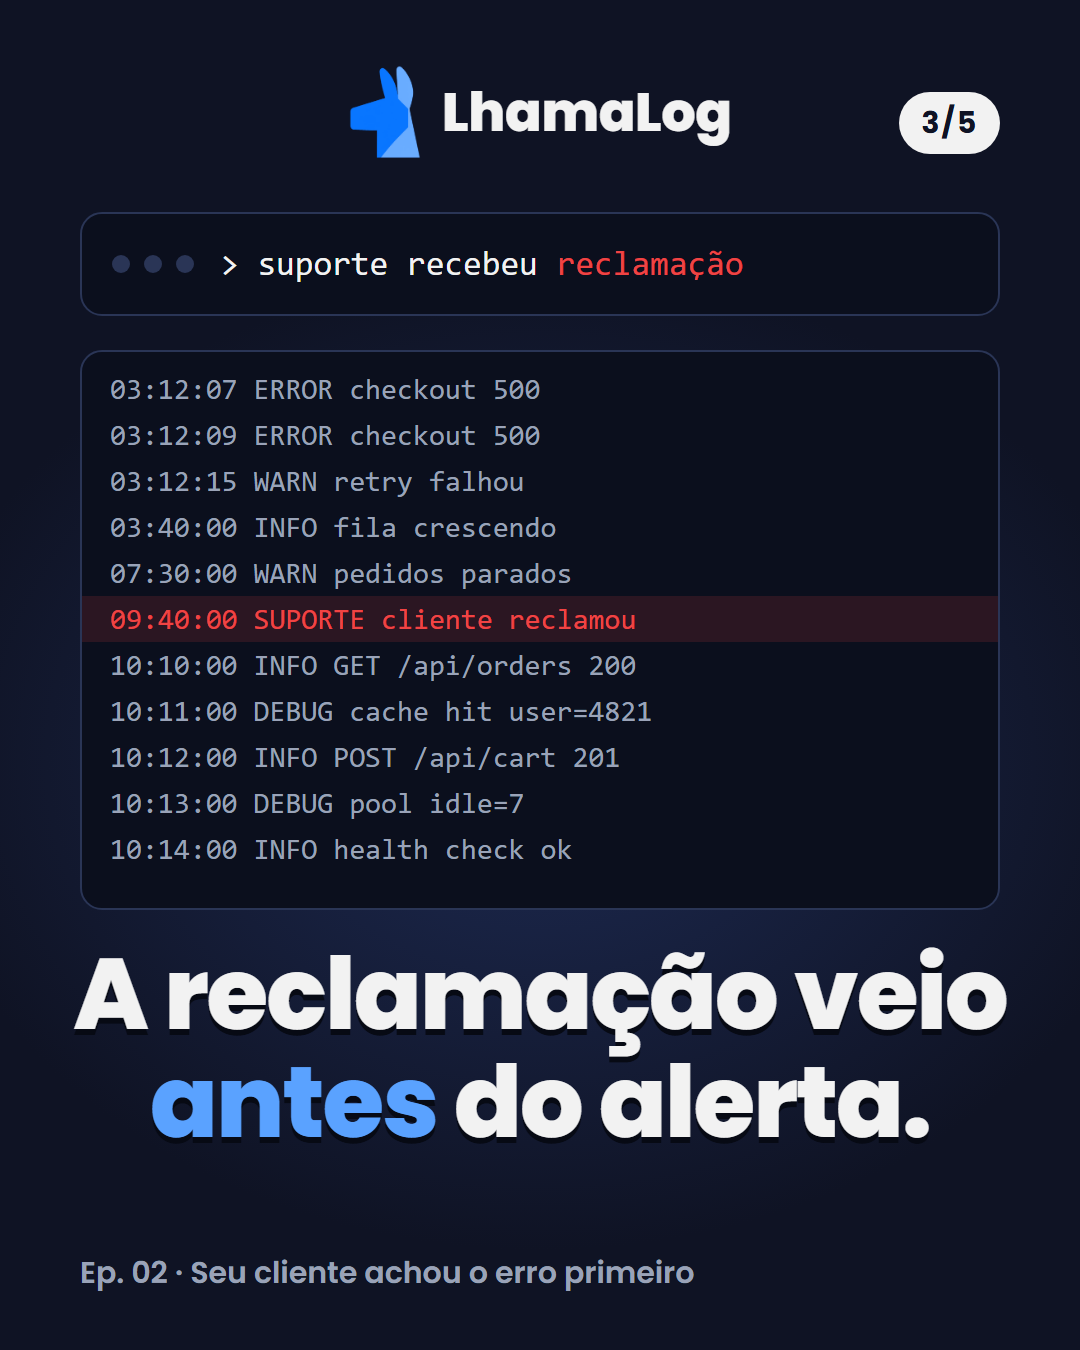 LhamaLog
3/5
> suporte recebeu reclamação
03:12:07 ERROR checkout 500
03:12:09 ERROR checkout 500
03:12:15 WARN retry falhou
03:40:00 INFO fila crescendo
07:30:00 WARN pedidos parados
09:40:00 SUPORTE cliente reclamou
10:10:00 INFO GET /api/orders 200
10:11:00 DEBUG cache hit user=4821
10:12:00 INFO POST /api/cart 201
10:13:00 DEBUG pool idle=7
10:14:00 INFO health check ok
A reclamação veio
antes do alerta.
Ep. 02 · Seu cliente achou o erro primeiro